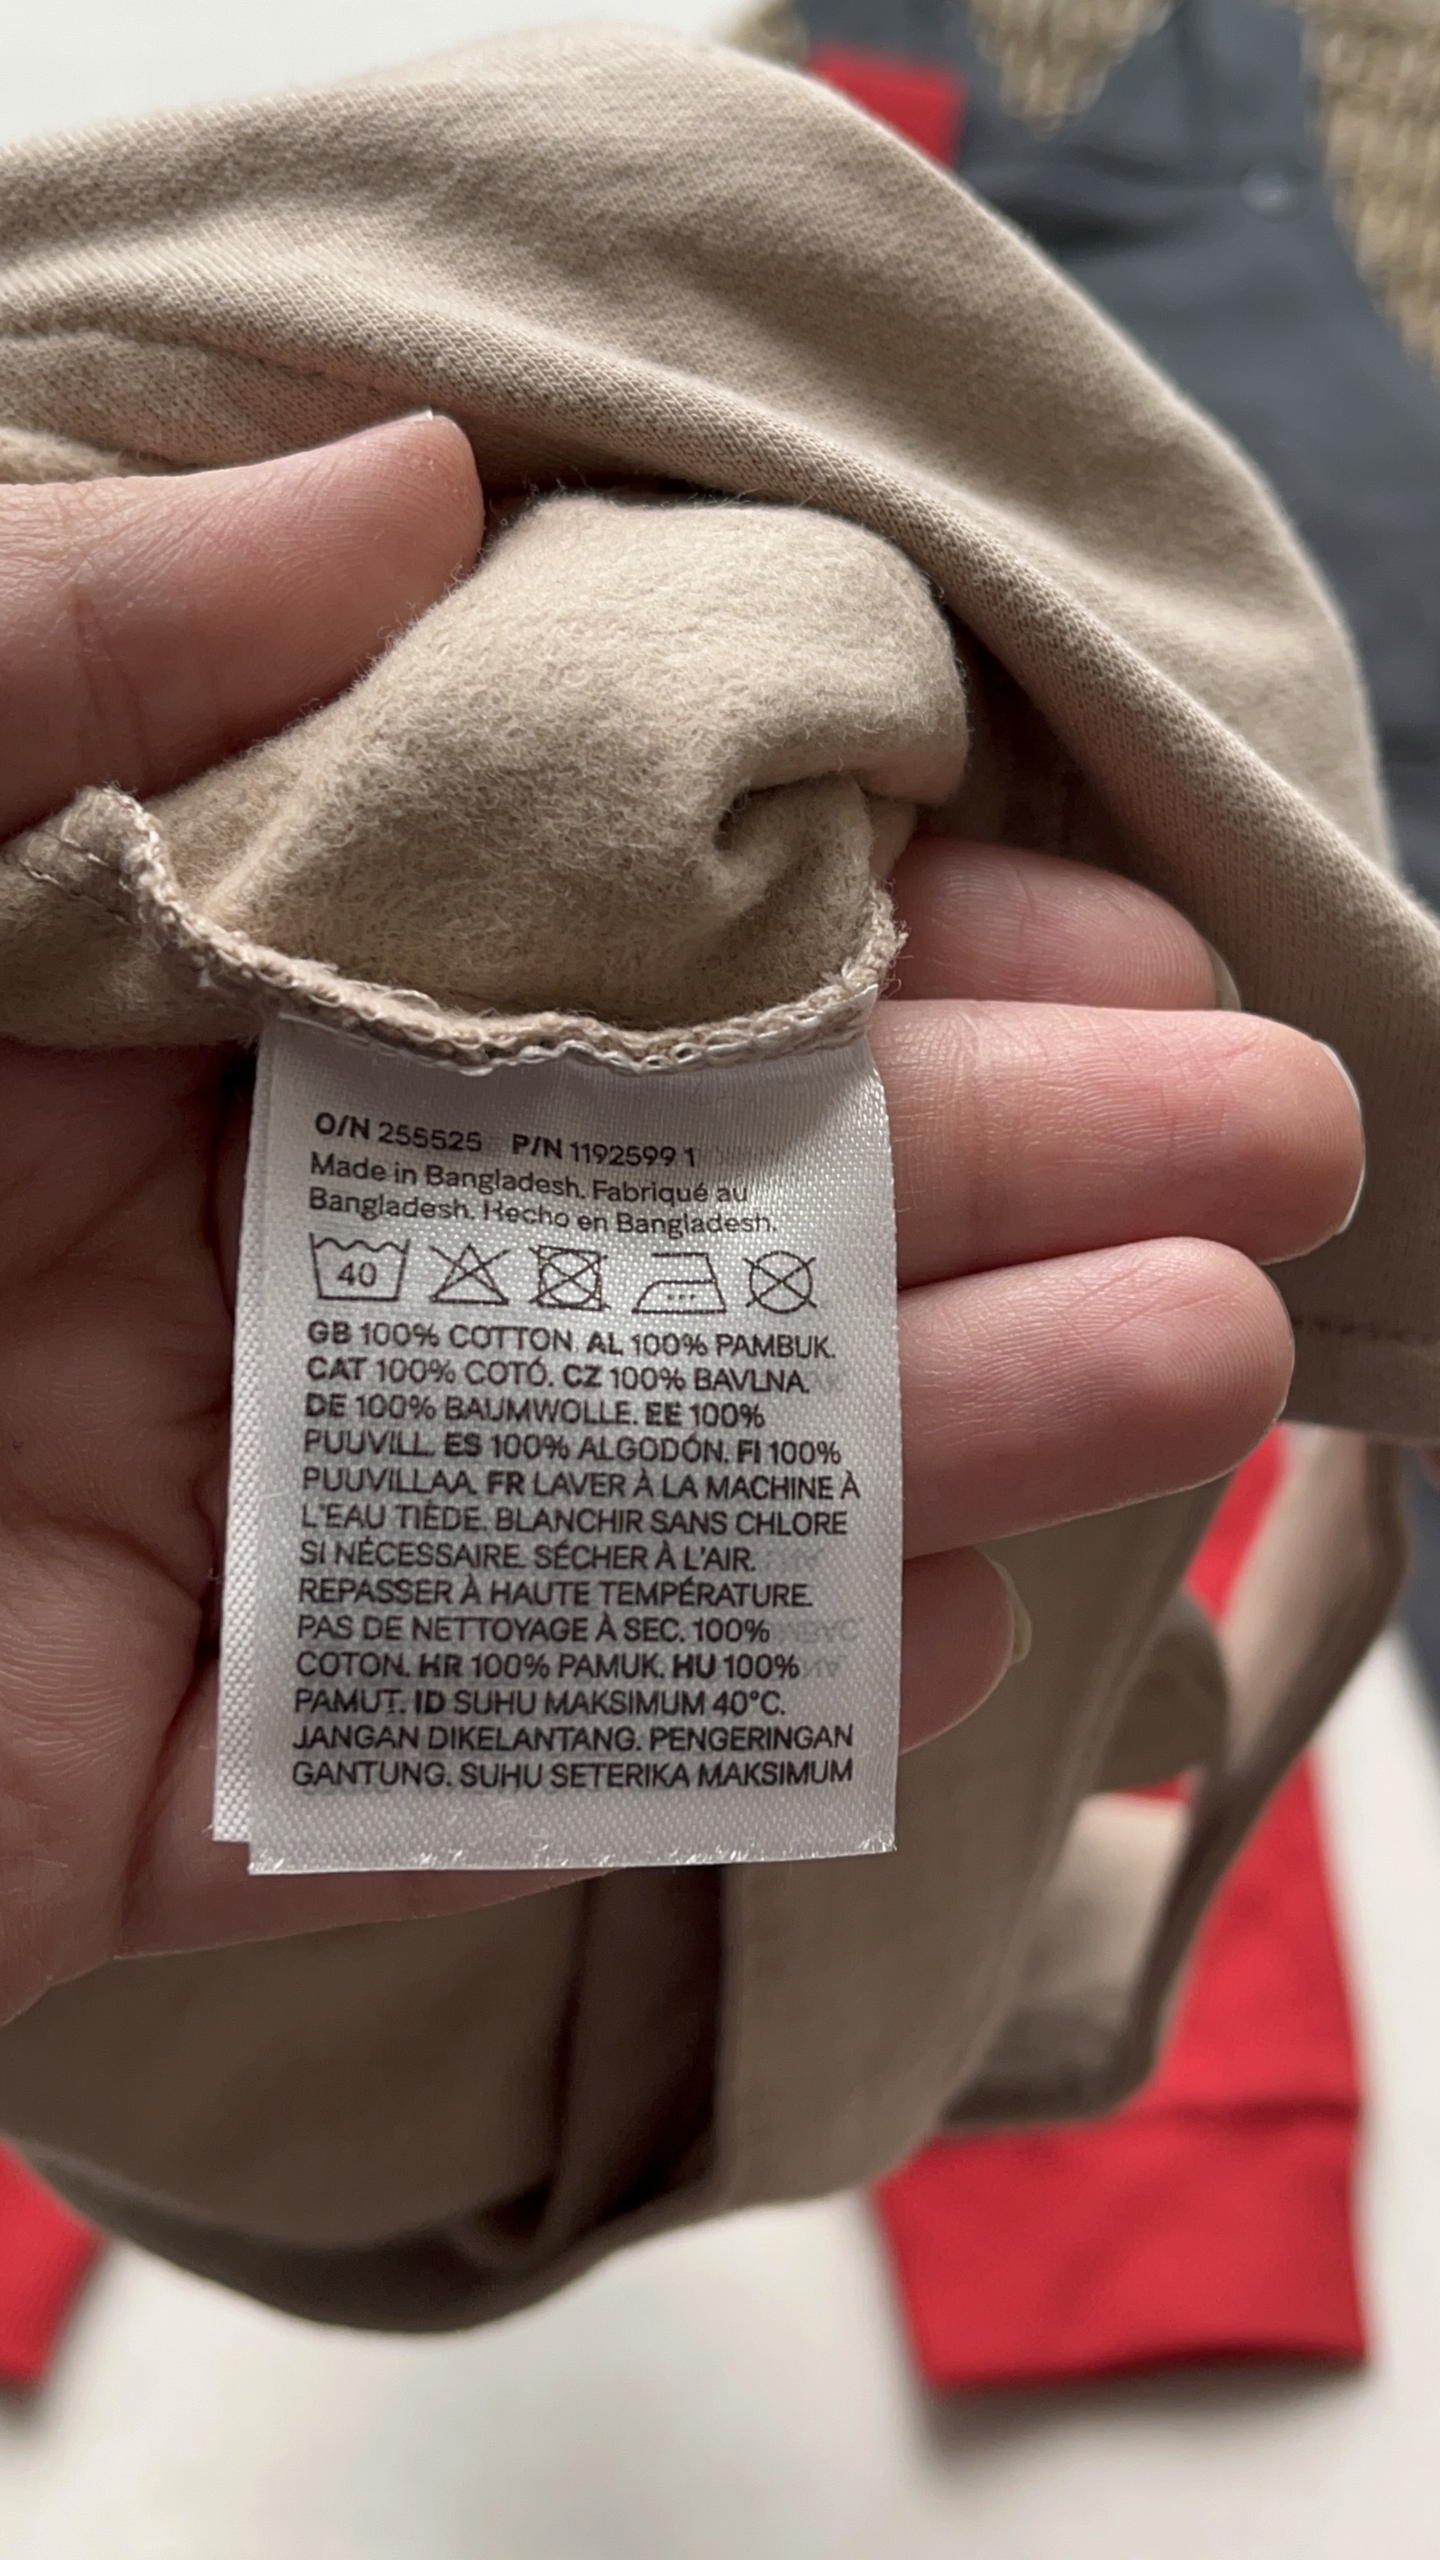 O/N 255525 P/N 1192599 1
Made in Bangladesh. Fabriqué au
Bangladesh. Hecho en Bangladesh.
40
GB 100% COTTON. AL 100% PAMBUK.
CAT 100% COTÓ. CZ 100% BAVLNA.
DE 100% BAUMWOLLE. EE 100%
PUUVILL. ES 100% ALGODÓN. FI 100%
PUUVILLAA. FR LAVER À LA MACHINE À
L'EAU TIÈDE. BLANCHIR SANS CHLORE
SI NÉCESSAIRE. SÉCHER À L'AIR.
REPASSER À HAUTE TEMPÉRATURE.
PAS DE NETTOYAGE À SEC. 100%
COTON. HR 100% PAMUK. HU 100%
PAMUT. ID SUHU MAKSIMUM 40°C.
JANGAN DIKELANTANG. PENGERINGAN
GANTUNG. SUHU SETERIKA MAKSIMUM